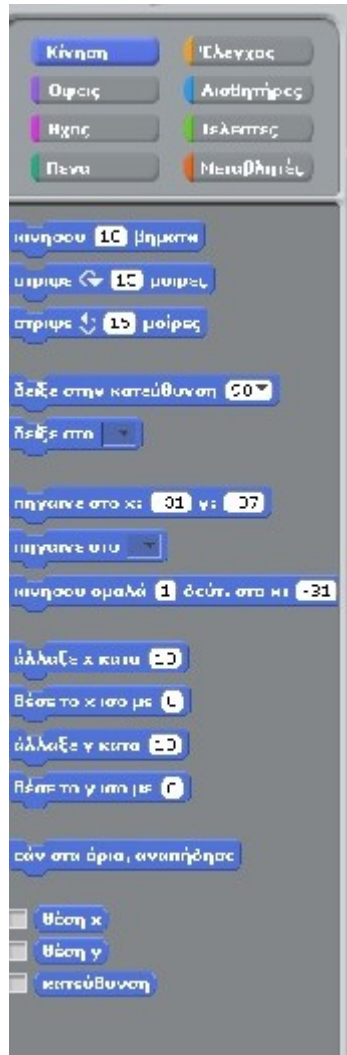 Κίνηση Έλεγχος
Όψεις Αισθητήρες
Ήχος Τελεστές
Πένα Μεταβλητές
κινήσου 10 βήματα
στρίψε 15 μοίρες
στρίψε 15 μοίρες
δείξε στην κατεύθυνση 90
δείξε στο
πήγαινε στο x: y:
πήγαινε στο
κινήσου ομαλά 1 δεύτ. στο x: -31
άλλαξε x κατά 10
θέσε το x ίσο με 0
άλλαξε y κατά 10
θέσε το y ίσο με 0
εάν στα όρια, αναπήδησε
θέση x
θέση y
κατεύθυνση